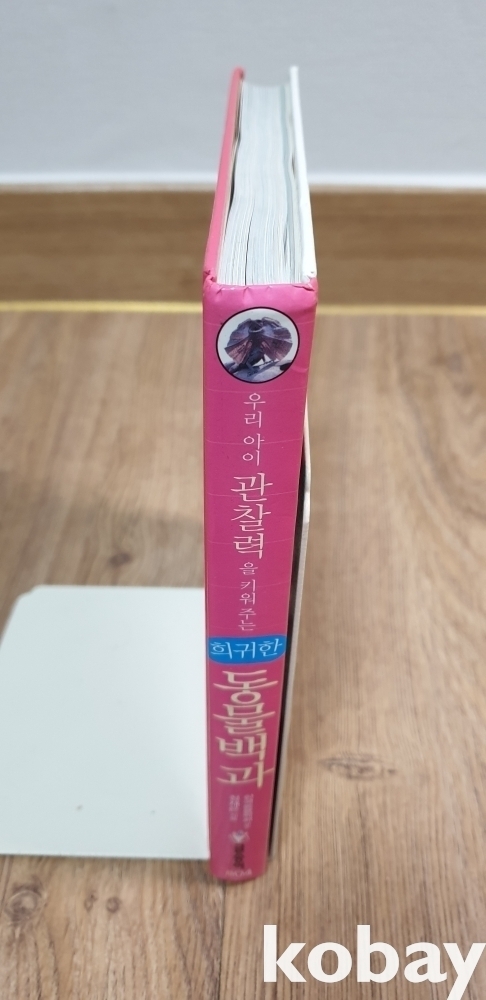 우리 아이 관찰력을 키워주는
희귀한
동물백과
kobay